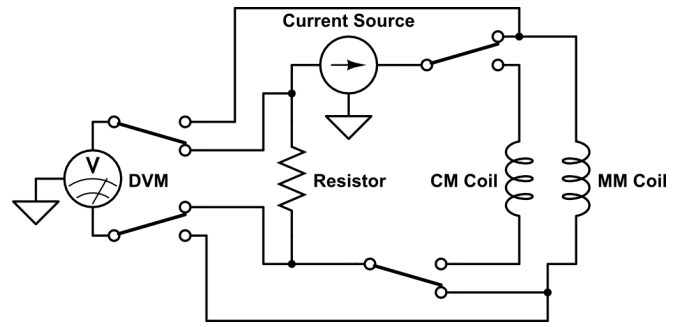 Current Source
V
DVM
Resistor
CM Coil
MM Coil